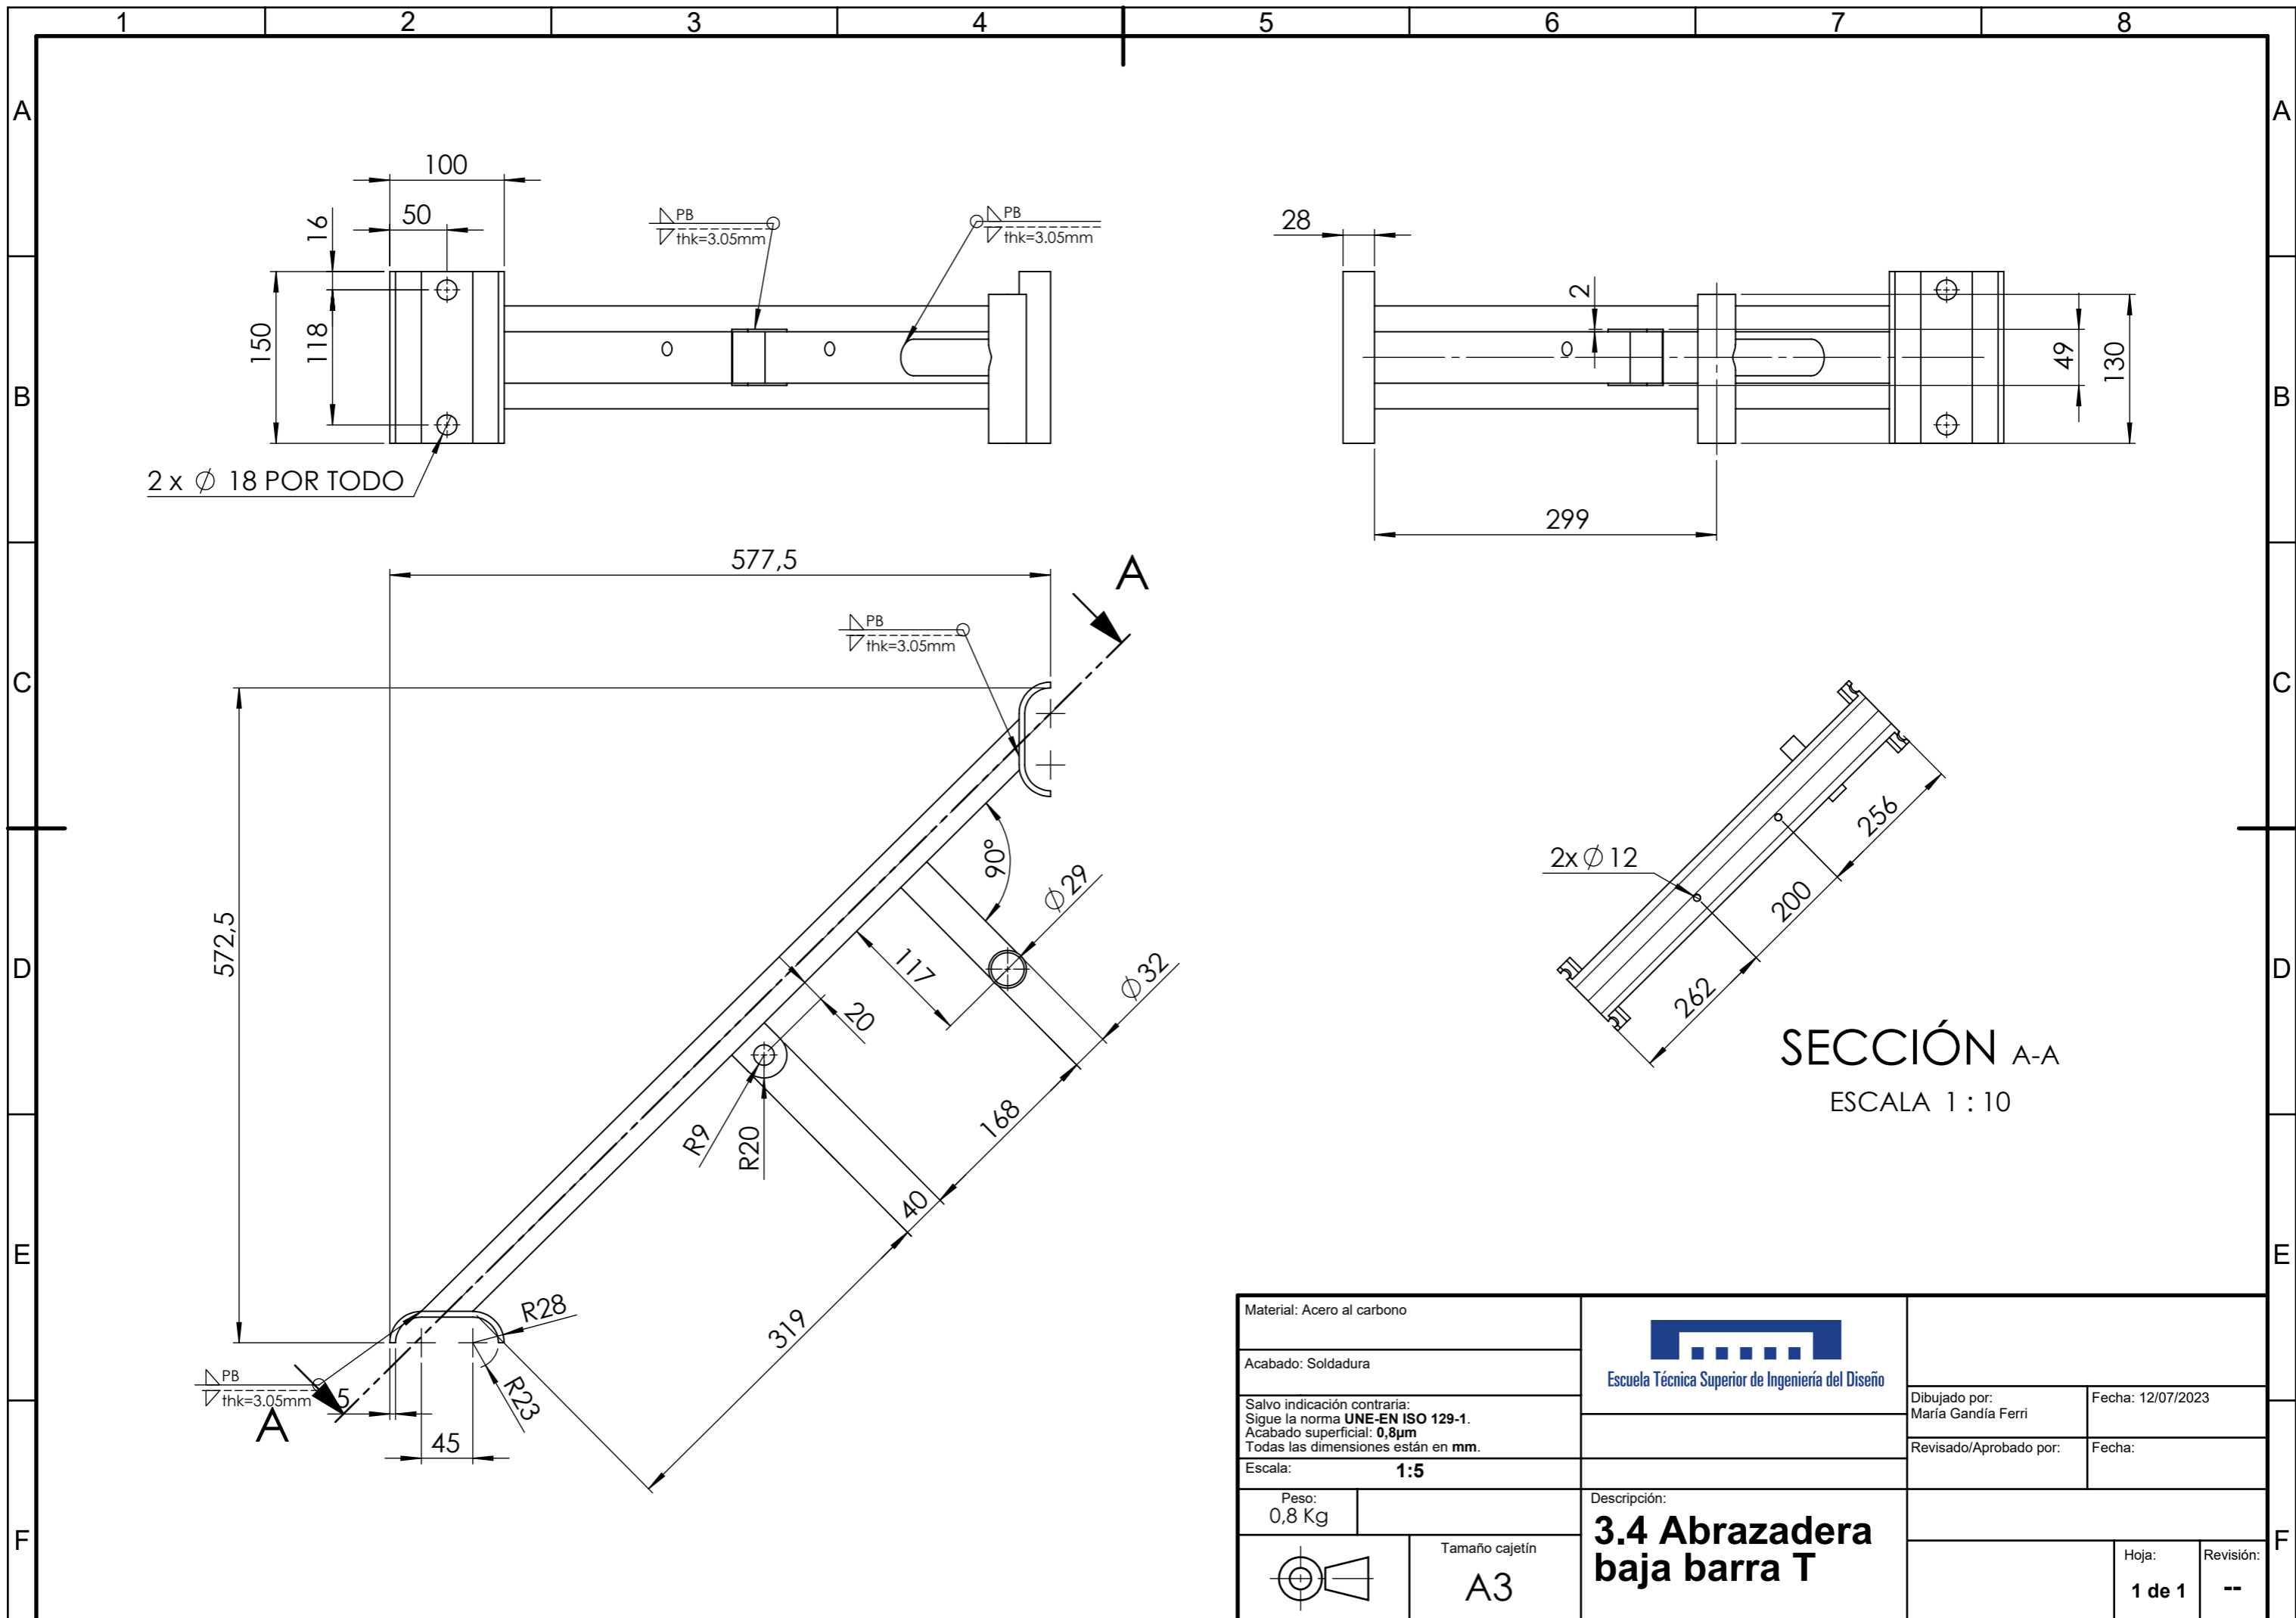 1 2 3 4 5 6 7 8
A A
B B
C C
D D
E E
F F
100
50
16
150
118
2 x ∅ 18 POR TODO
PB
thk=3.05mm
PB
thk=3.05mm
28
2
49
130
299
577,5
A
PB
thk=3.05mm
572,5
90°
∅ 29
117
∅ 32
20
R9
R20
168
40
319
R28
R23
PB
thk=3.05mm
5
A
45
2x ∅ 12
256
200
262
SECCIÓN A-A
ESCALA 1 : 10
Material: Acero al carbono
Acabado: Soldadura
Salvo indicación contraria:
Sigue la norma UNE-EN ISO 129-1.
Acabado superficial: 0,8µm
Todas las dimensiones están en mm.
Escala: 1:5
Peso:
0,8 Kg
Tamaño cajetín
A3
Escuela Técnica Superior de Ingeniería del Diseño
Descripción:
3.4 Abrazadera
baja barra T
Dibujado por:
María Gandía Ferri
Fecha: 12/07/2023
Revisado/Aprobado por:
Fecha:
Hoja:
1 de 1
Revisión:
--